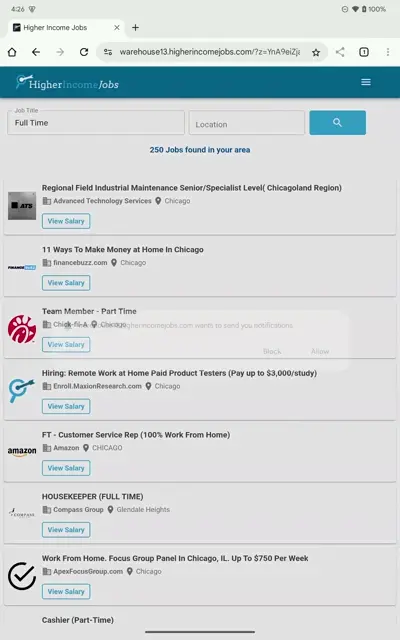 4:26
100%
Higher Income Jobs
warehouse13.higherincomejobs.com/?z=YnA9eiZj
1
HigherIncomeJobs
Job Title
Full Time
Location
250 Jobs found in your area
Regional Field Industrial Maintenance Senior/Specialist Level( Chicagoland Region)
ATS
Advanced Technology Services Chicago
View Salary
11 Ways To Make Money at Home In Chicago
FINANCEBUZZ
financebuzz.com Chicago
View Salary
Team Member - Part Time
Chick-fil-A Chicago
higherincomejobs.com wants to send you notifications
View Salary
Block Allow
Hiring: Remote Work at Home Paid Product Testers (Pay up to $3,000/study)
Enroll.MaxionResearch.com Chicago
View Salary
FT - Customer Service Rep (100% Work From Home)
amazon
Amazon CHICAGO
View Salary
HOUSEKEEPER (FULL TIME)
COMPASS
Compass Group Glendale Heights
View Salary
Work From Home. Focus Group Panel In Chicago, IL. Up To $750 Per Week
ApexFocusGroup.com Chicago
View Salary
Cashier (Part-Time)